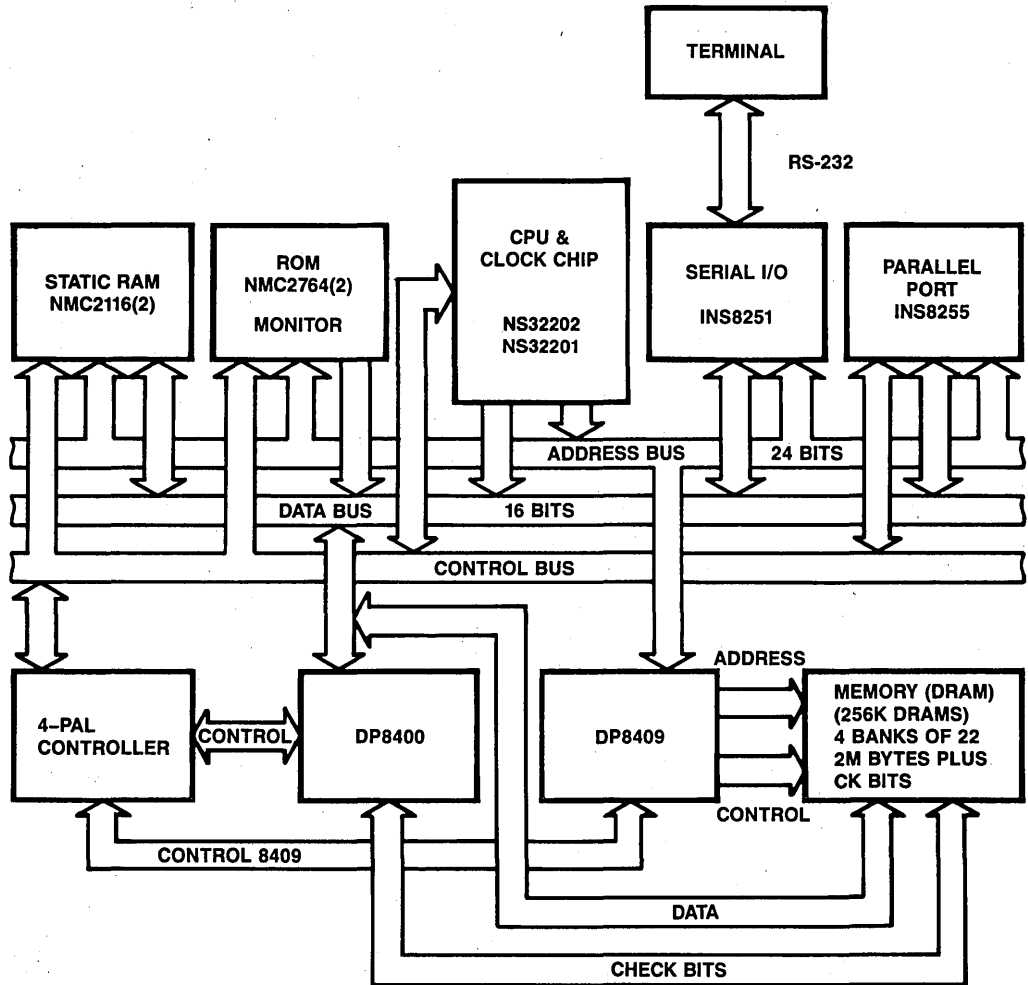 TERMINAL
RS-232
STATIC RAM
NMC2116(2)
ROM
NMC2764(2)
MONITOR
CPU &
CLOCK CHIP
NS32202
NS32201
SERIAL I/O
INS8251
PARALLEL
PORT
INS8255
ADDRESS BUS 24 BITS
DATA BUS 16 BITS
CONTROL BUS
4-PAL
CONTROLLER
CONTROL
DP8400
DP8409
ADDRESS
CONTROL
MEMORY (DRAM)
(256K DRAMS)
4 BANKS OF 22
2M BYTES PLUS
CK BITS
CONTROL 8409
DATA
CHECK BITS